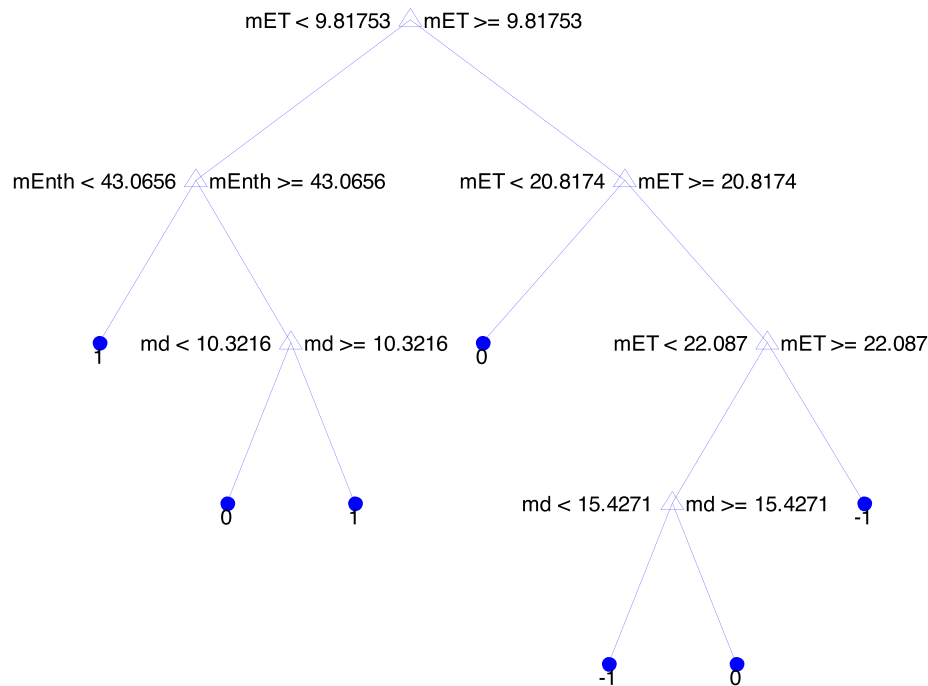 mET < 9.81753 mET >= 9.81753
mEnth < 43.0656 mEnth >= 43.0656 mET < 20.8174 mET >= 20.8174
1 md < 10.3216 md >= 10.3216 0 mET < 22.087 mET >= 22.087
0 1 md < 15.4271 md >= 15.4271 -1
-1 0